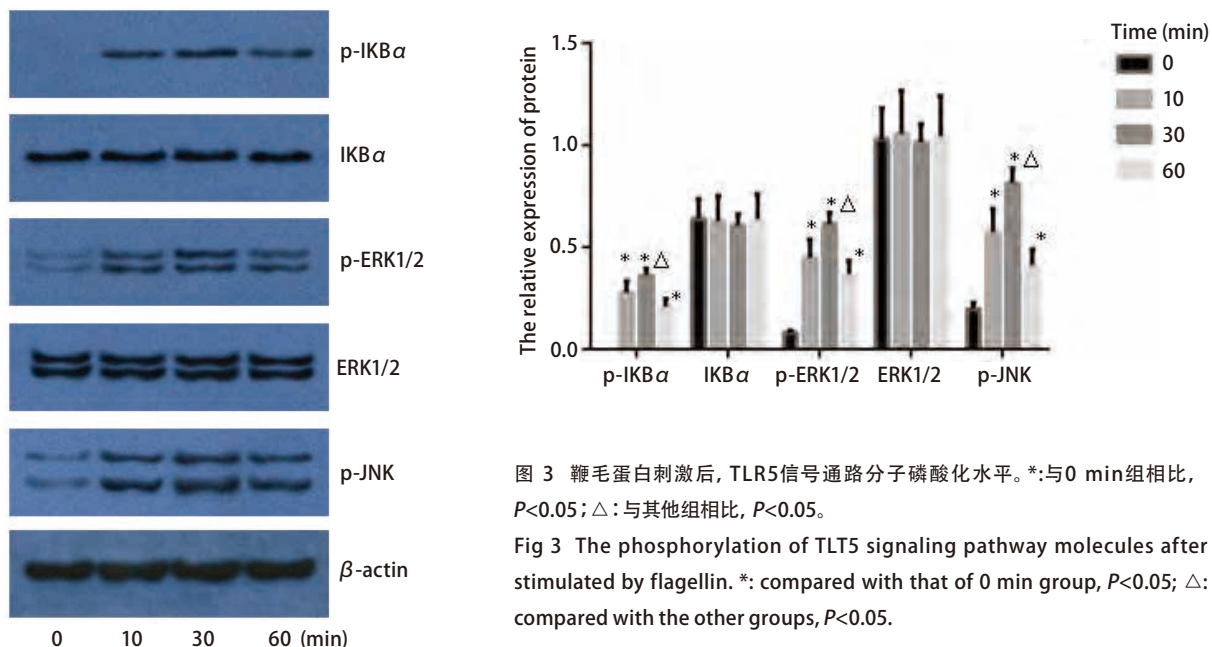 p-IKBα
IKBα
p-ERK1/2
ERK1/2
p-JNK
β-actin
0 10 30 60 (min)
The relative expression of protein
1.5
1.0
0.5
0.0
* * △ *
* * △ *
* * △ *
p-IKBα IKBα p-ERK1/2 ERK1/2 p-JNK
Time (min)
0
10
30
60
图 3 鞭毛蛋白刺激后, TLR5信号通路分子磷酸化水平。*:与0 min组相比,
P<0.05; △:与其他组相比, P<0.05。
Fig 3 The phosphorylation of TLT5 signaling pathway molecules after
stimulated by flagellin. *: compared with that of 0 min group, P<0.05; △:
compared with the other groups, P<0.05.